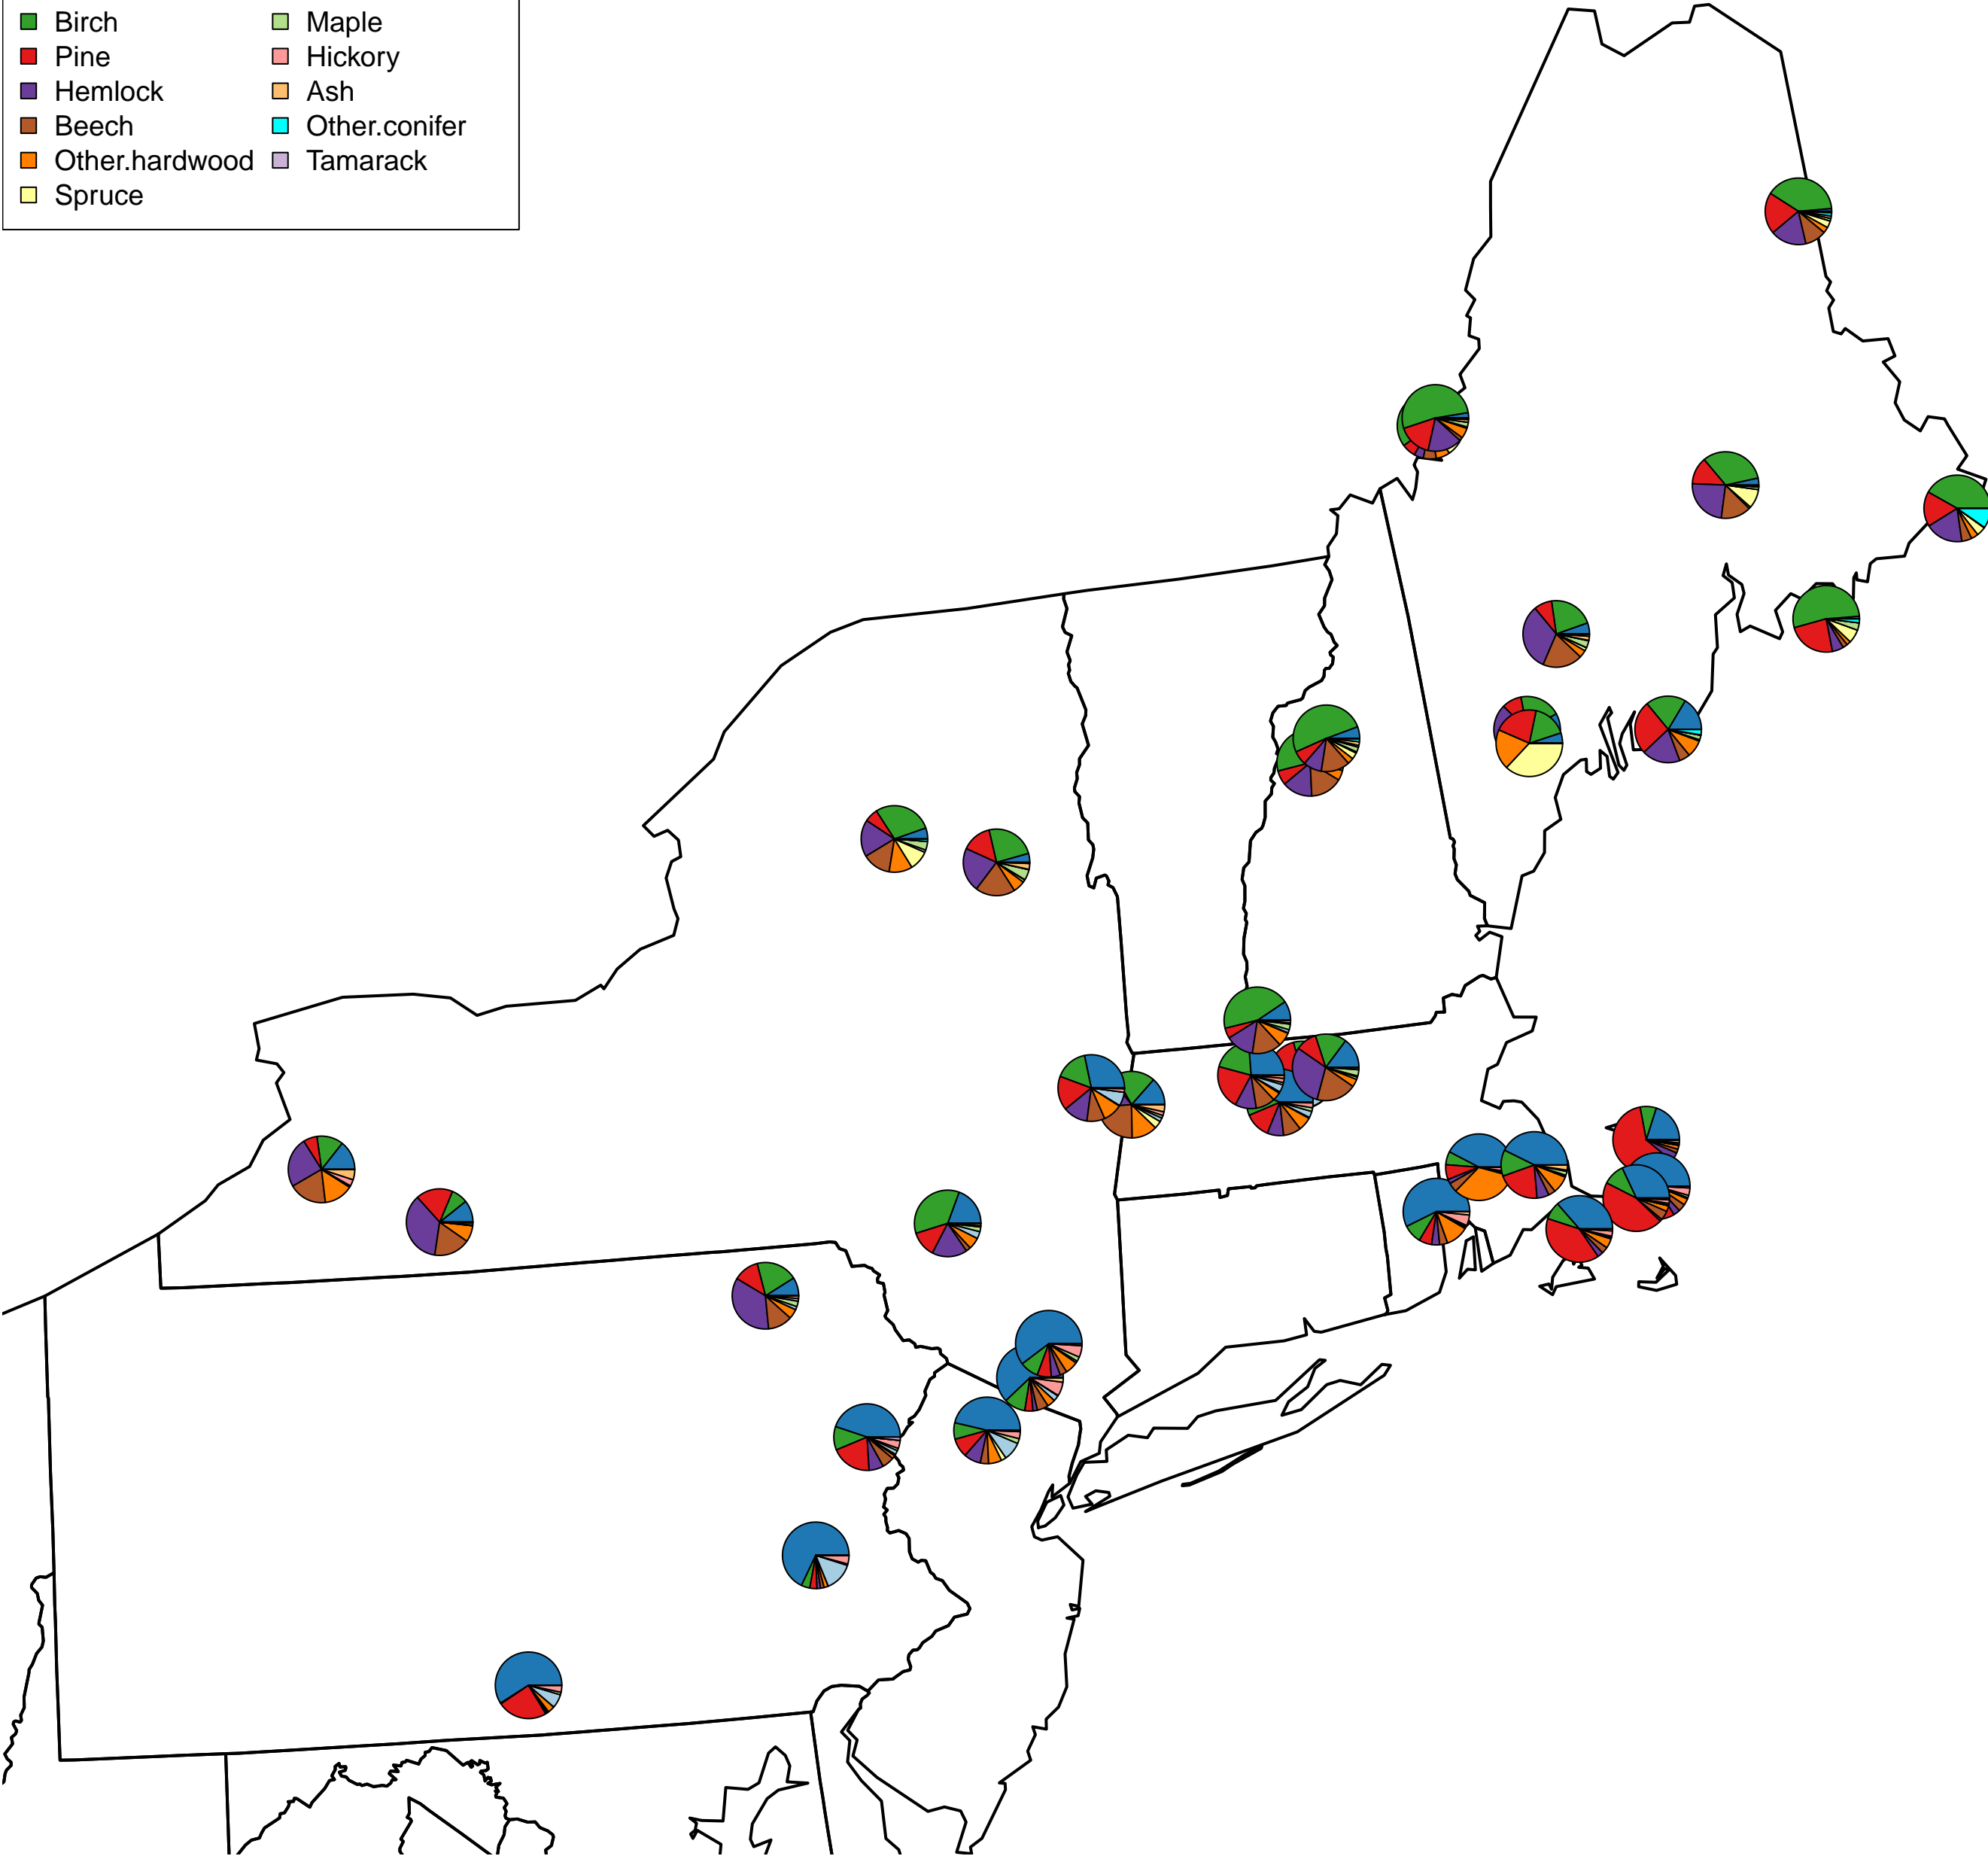 Birch
Maple
Pine
Hickory
Hemlock
Ash
Beech
Other.conifer
Other.hardwood
Tamarack
Spruce